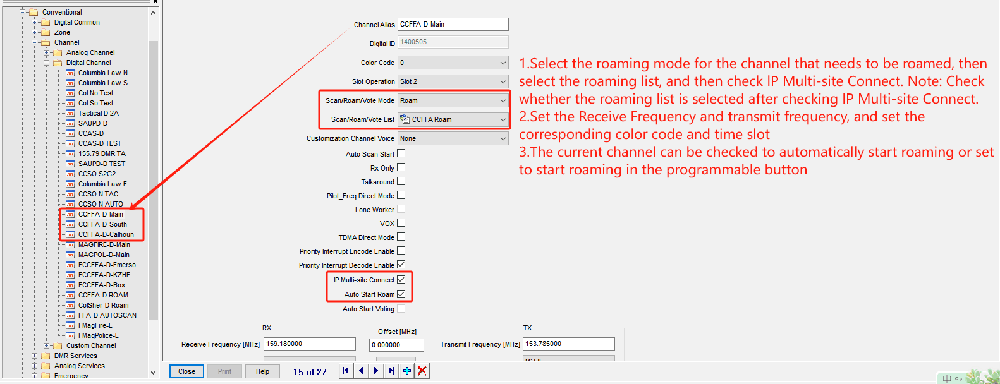 Conventional
Digital Common
Zone
Channel
Analog Channel
Digital Channel
Columbia Law N
Columbia Law S
Col No Test
Col So Test
Tactical D 2A
SAUPD-D
CCAS-D
CCAS-D TEST
155.79 DMR TA
SAUPD-D TEST
CCSO S2G2
Columbia Law E
CCSO N TAC
CCSO N AUTO
CCFFA-D-Main
CCFFA-D-South
CCFFA-D-Calhoun
MAGFIRE-D-Main
MAGPOL-D-Main
FCCFFA-D-Emerso
FCCFFA-D-KZHE
FCCFFA-D-Box
CCFFA-D ROAM
ColSher-D Roam
FFA-D AUTOSCAN
FMagFire-E
FMagPolice-E
Custom Channel
DMR Services
Analog Services
Emergency
Channel Alias CCFFA-D-Main
Digital ID 1400505
Color Code 0
Slot Operation Slot 2
Scan/Roam/Vote Mode Roam
Scan/Roam/Vote List CCFFA Roam
Customization Channel Voice None
Auto Scan Start
Rx Only
Talkaround
Pilot_Freq Direct Mode
Lone Worker
VOX
TDMA Direct Mode
Priority Interrupt Encode Enable
Priority Interrupt Decode Enable
IP Multi-site Connect
Auto Start Roam
Auto Start Voting
1.Select the roaming mode for the channel that needs to be roamed, then
select the roaming list, and then check IP Multi-site Connect. Note: Check
whether the roaming list is selected after checking IP Multi-site Connect.
2.Set the Receive Frequency and transmit frequency, and set the
corresponding color code and time slot
3.The current channel can be checked to automatically start roaming or set
to start roaming in the programmable button
RX
Receive Frequency [MHz] 159.180000
Offset [MHz]
0.000000
TX
Transmit Frequency [MHz] 153.785000
Middle
Close Print Help 15 of 27
中 。，